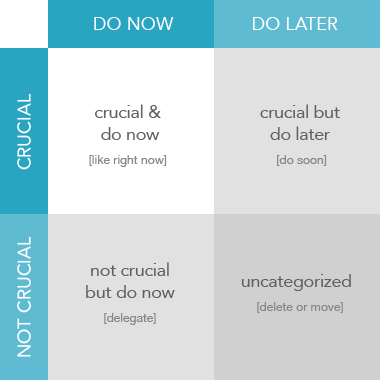 DO NOW
DO LATER
CRUCIAL
crucial &
do now
[like right now]
crucial but
do later
[do soon]
NOT CRUCIAL
not crucial
but do now
[delegate]
uncategorized
[delete or move]